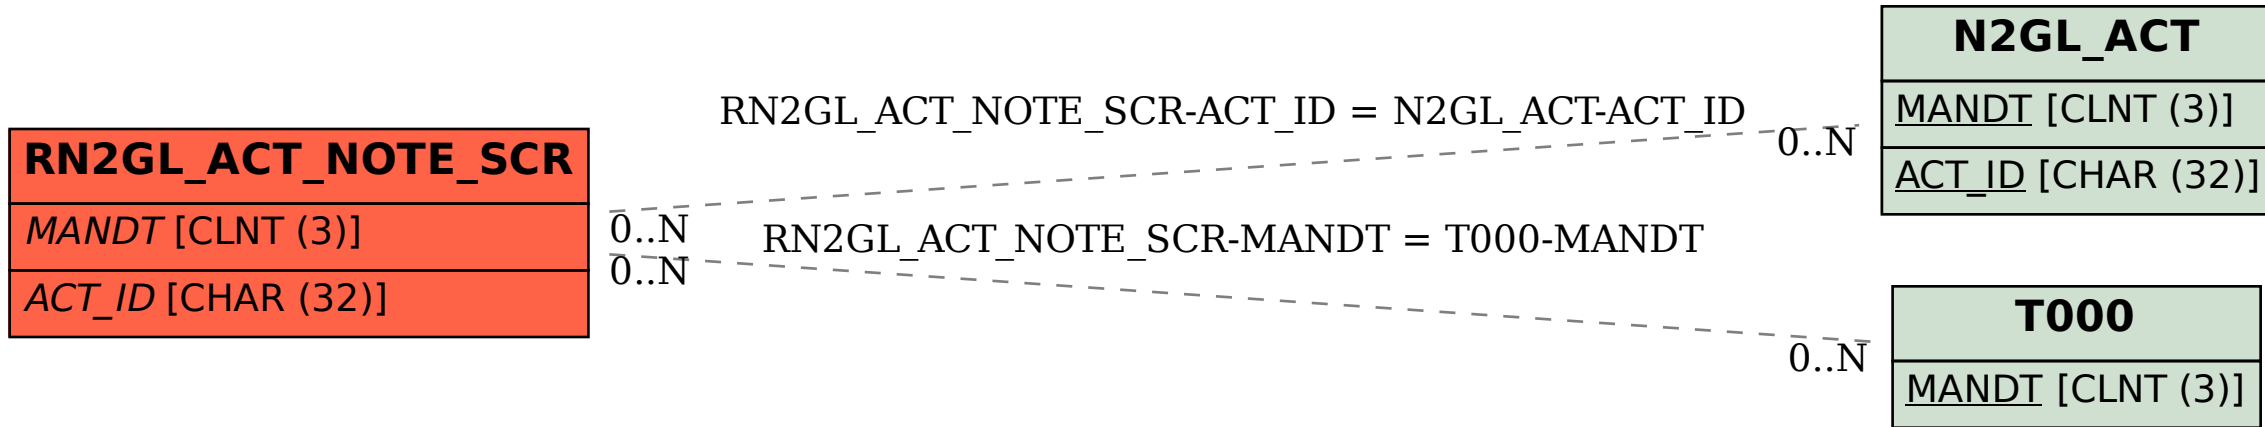 RN2GL_ACT_NOTE_SCR
MANDT [CLNT (3)]
ACT_ID [CHAR (32)]
RN2GL_ACT_NOTE_SCR-ACT_ID = N2GL_ACT-ACT_ID
0..N
0..N
RN2GL_ACT_NOTE_SCR-MANDT = T000-MANDT
0..N
0..N
N2GL_ACT
MANDT [CLNT (3)]
ACT_ID [CHAR (32)]
T000
MANDT [CLNT (3)]